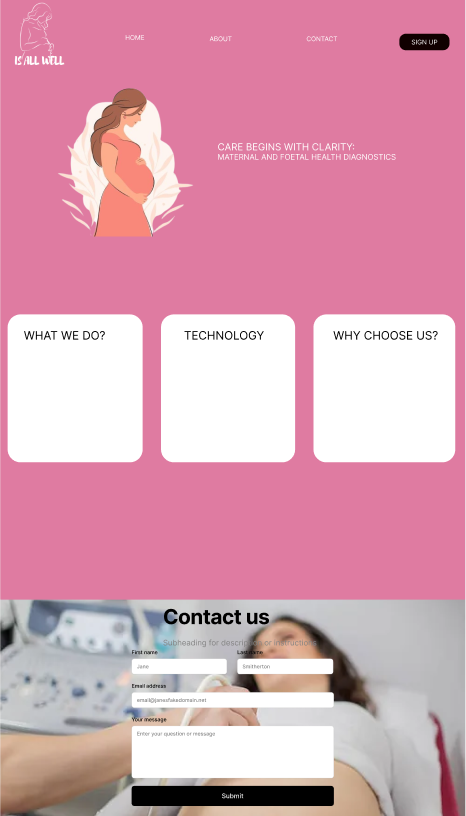 IS ALL WELL
HOME
ABOUT
CONTACT
SIGN UP
CARE BEGINS WITH CLARITY:
MATERNAL AND FOETAL HEALTH DIAGNOSTICS
WHAT WE DO?
TECHNOLOGY
WHY CHOOSE US?
Contact us
Subheading for description or instructions
First name
Last name
Jane
Smitherton
Email address
email@janesfakedomain.net
Your message
Enter your question or message
Submit